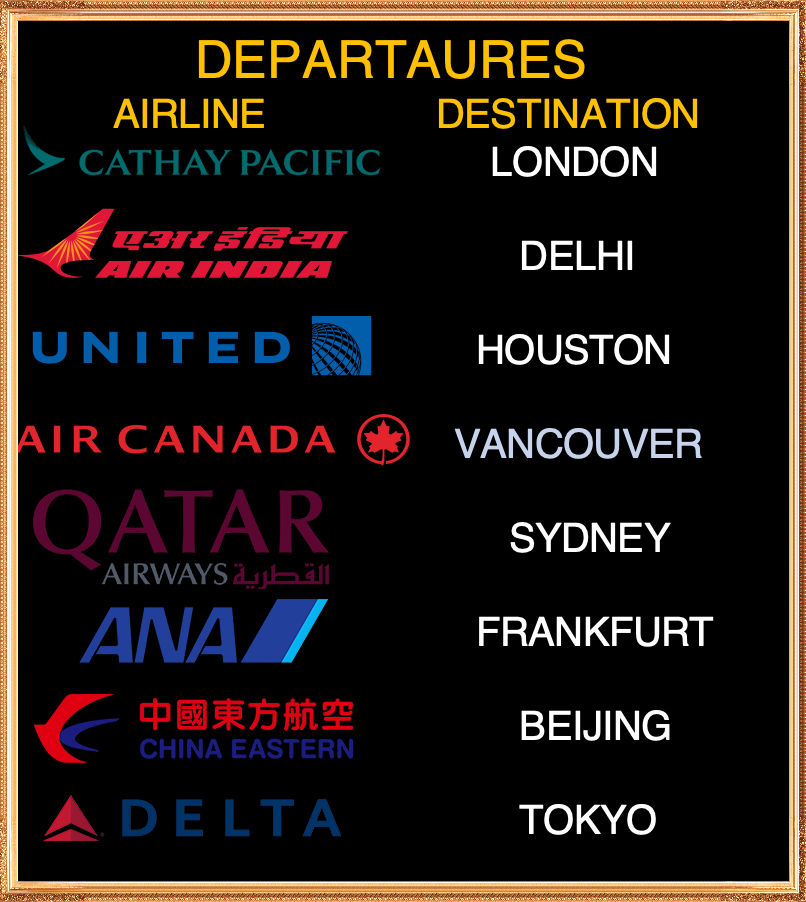 DEPARTAURES
AIRLINE DESTINATION
CATHAY PACIFIC LONDON
एअर इंडिया
AIR INDIA DELHI
UNITED HOUSTON
AIR CANADA VANCOUVER
QATAR
AIRWAYS القطرية SYDNEY
ANA FRANKFURT
中國東方航空
CHINA EASTERN BEIJING
DELTA TOKYO